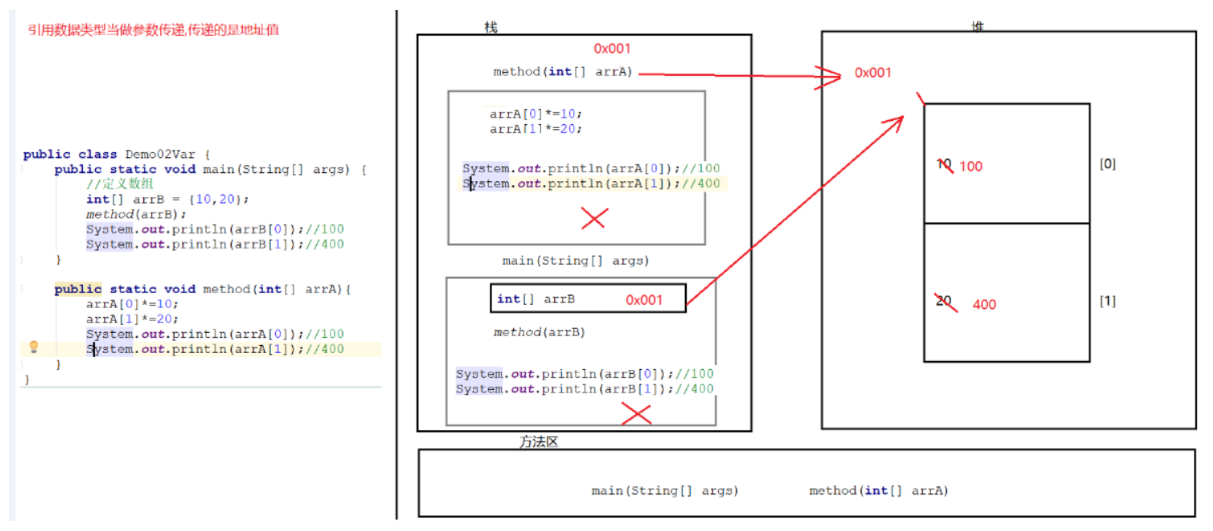 引用数据类型当做参数传递,传递的是地址值
public class Demo02Var {
public static void main(String[] args) {
//定义数组
int[] arrB = {10,20};
method(arrB);
System.out.println(arrB[0]);//100
System.out.println(arrB[1]);//400
}
public static void method(int[] arrA){
arrA[0]*=10;
arrA[1]*=20;
System.out.println(arrA[0]);//100
System.out.println(arrA[1]);//400
}
}
栈
0x001
method(int[] arrA)
arrA[0]*=10;
arrA[1]*=20;
System.out.println(arrA[0]);//100
System.out.println(arrA[1]);//400
main(String[] args)
int[] arrB 0x001
method(arrB)
System.out.println(arrB[0]);//100
System.out.println(arrB[1]);//400
堆
0x001
10 100 [0]
20 400 [1]
方法区
main(String[] args) method(int[] arrA)